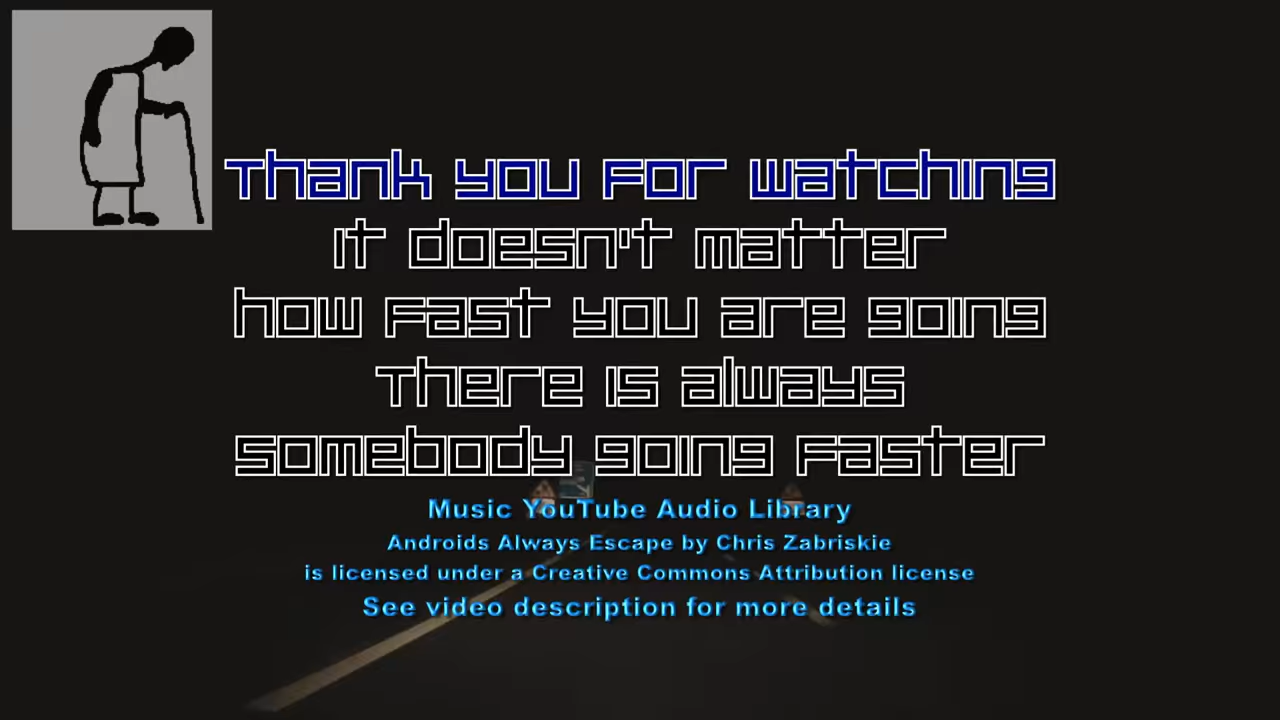 Thank you for watching
It doesn't matter
how fast you are going
There is always
somebody going faster
Music YouTube Audio Library
Androids Always Escape by Chris Zabriskie
is licensed under a Creative Commons Attribution license
See video description for more details